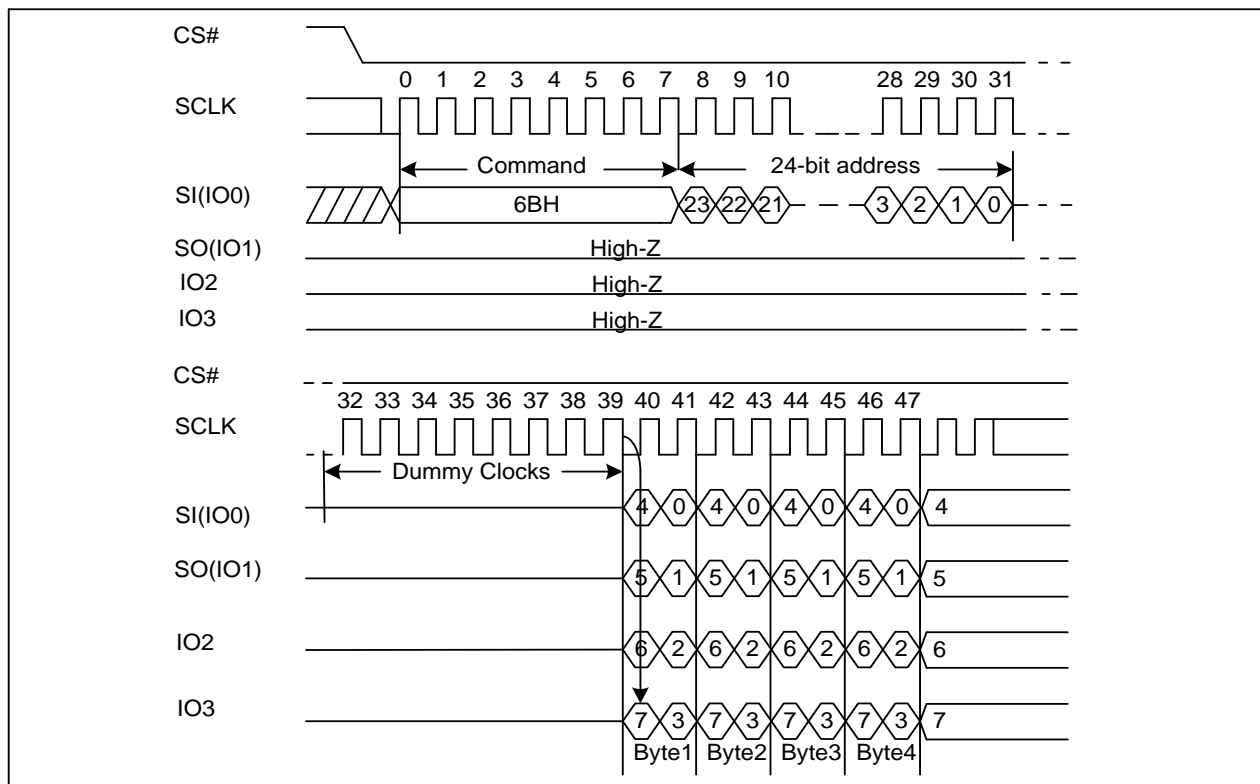 CS#
0 1 2 3 4 5 6 7 8 9 10 28 29 30 31
SCLK
Command 24-bit address
SI(IO0) 6BH 23 22 21 3 2 1 0
SO(IO1) High-Z
IO2 High-Z
IO3 High-Z
CS#
32 33 34 35 36 37 38 39 40 41 42 43 44 45 46 47
SCLK
Dummy Clocks
SI(IO0) 4 0 4 0 4 0 4 0 4
SO(IO1) 5 1 5 1 5 1 5 1 5
IO2 6 2 6 2 6 2 6 2 6
IO3 7 3 7 3 7 3 7 3 7
Byte1 Byte2 Byte3 Byte4